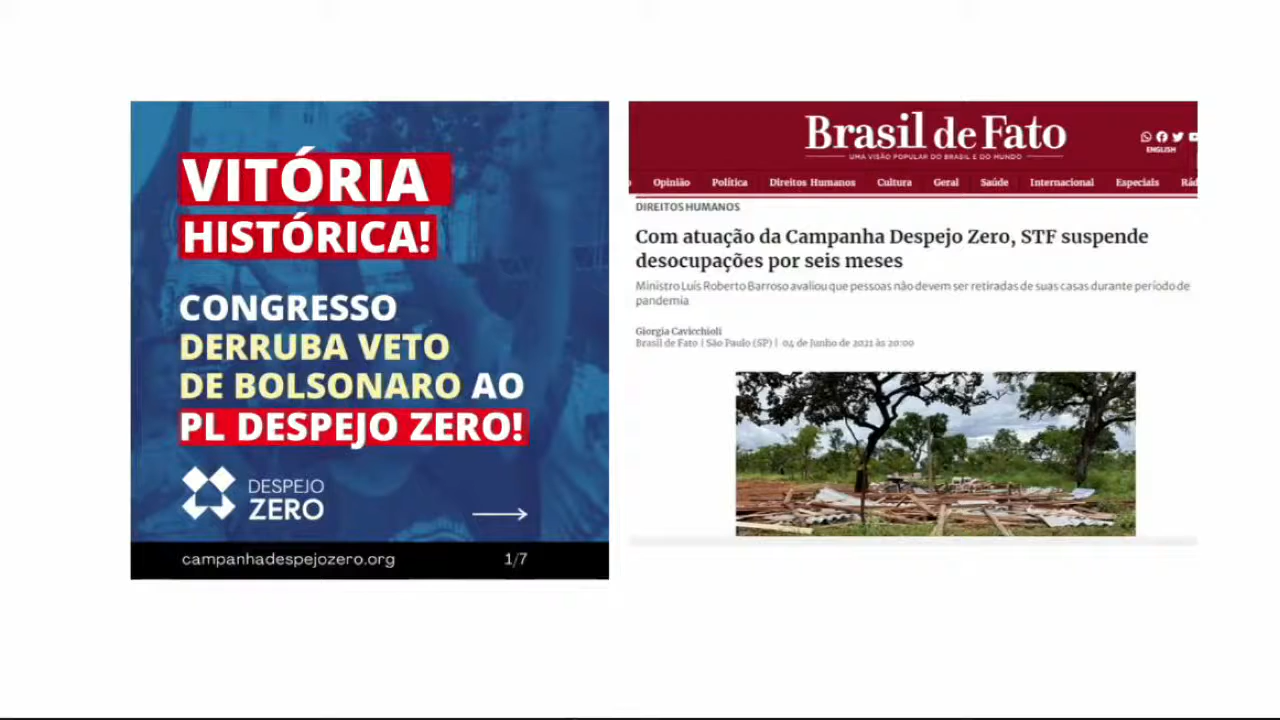 VITÓRIA
HISTÓRICA!
CONGRESSO
DERRUBA VETO
DE BOLSONARO AO
PL DESPEJO ZERO!
DESPEJO
ZERO
campanhadespejozero.org
1/7
Brasil de Fato
UMA VISÃO POPULAR DO BRASIL E DO MUNDO
ENGLISH
Opinião Política Direitos Humanos Cultura Geral Saúde Internacional Especiais Rád
DIREITOS HUMANOS
Com atuação da Campanha Despejo Zero, STF suspende
desocupações por seis meses
Ministro Luís Roberto Barroso avaliou que pessoas não devem ser retiradas de suas casas durante período de
pandemia
Giorgia Cavicchioli
Brasil de Fato | São Paulo (SP) | 04 de Junho de 2021 às 20:00